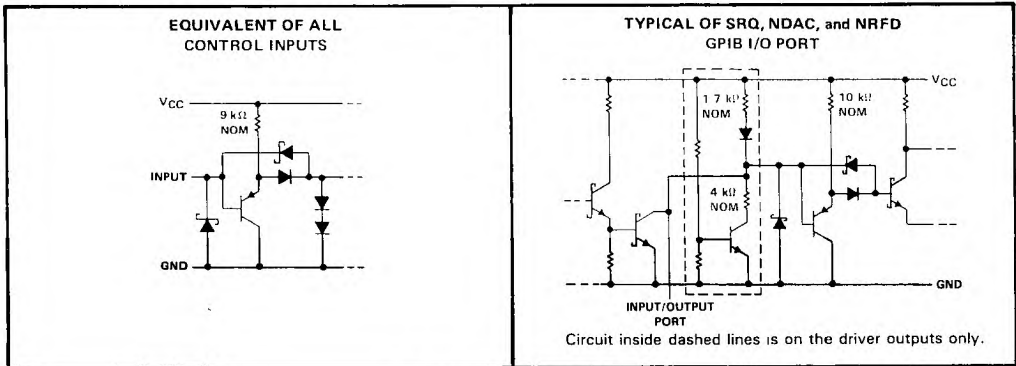 EQUIVALENT OF ALL
CONTROL INPUTS
VCC
9 kΩ
NOM
INPUT
GND
TYPICAL OF SRQ, NDAC, and NRFD
GPIB I/O PORT
VCC
1 7 kΩ
NOM
10 kΩ
NOM
4 kΩ
NOM
GND
INPUT/OUTPUT
PORT
Circuit inside dashed lines is on the driver outputs only.